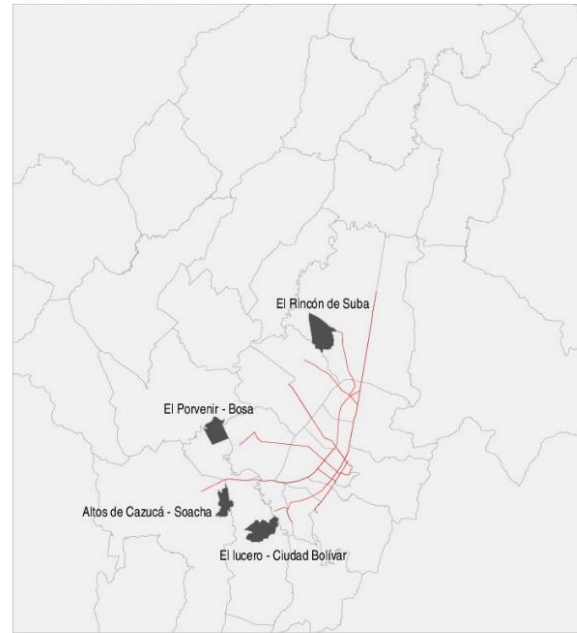 El Rincón de Suba
El Porvenir - Bosa
Altos de Cazucá - Soacha
El lucero - Ciudad Bolívar